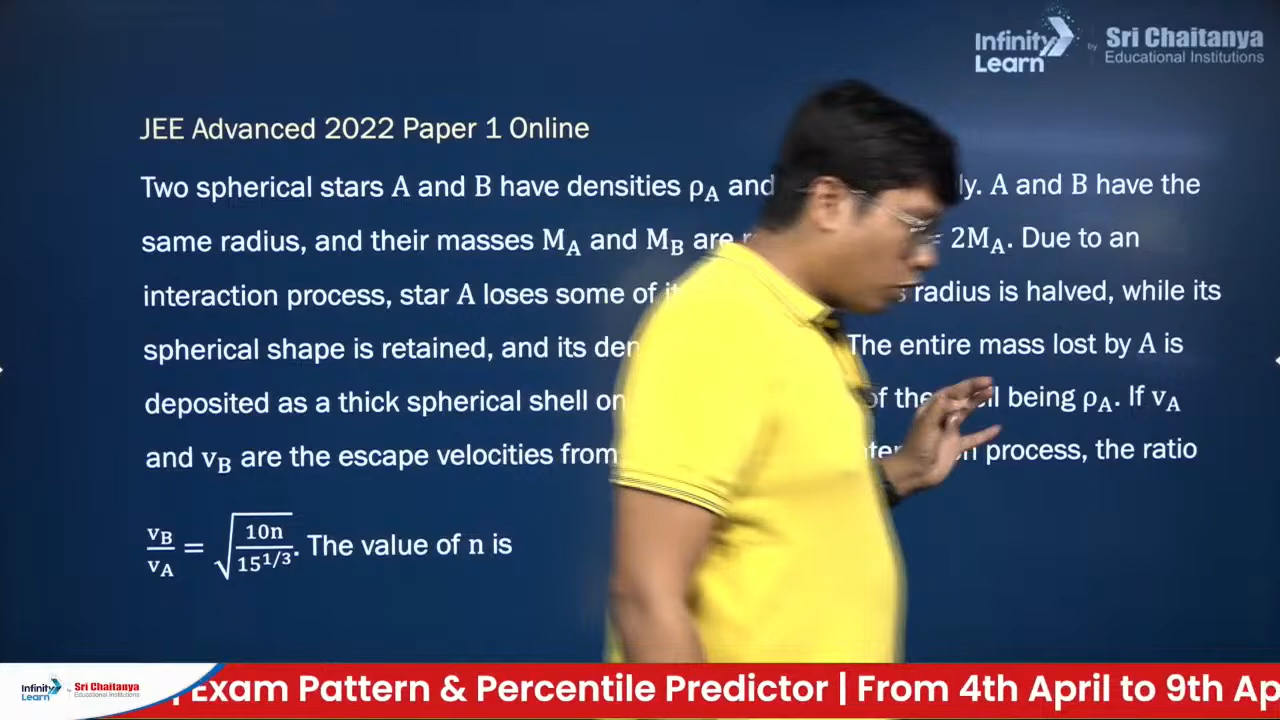 Infinity Learn by Sri Chaitanya Educational Institutions
JEE Advanced 2022 Paper 1 Online
Two spherical stars A and B have densities ρ_A and ly. A and B have the
same radius, and their masses M_A and M_B are 2M_A. Due to an
interaction process, star A loses some of radius is halved, while its
spherical shape is retained, and its The entire mass lost by A is
deposited as a thick spherical shell on of the being ρ_A. If v_A
and v_B are the escape velocities from process, the ratio
v_B/v_A = √(10n/15^{1/3}). The value of n is
Infinity Learn by Sri Chaitanya Educational Institutions
Exam Pattern & Percentile Predictor | From 4th April to 9th Ap